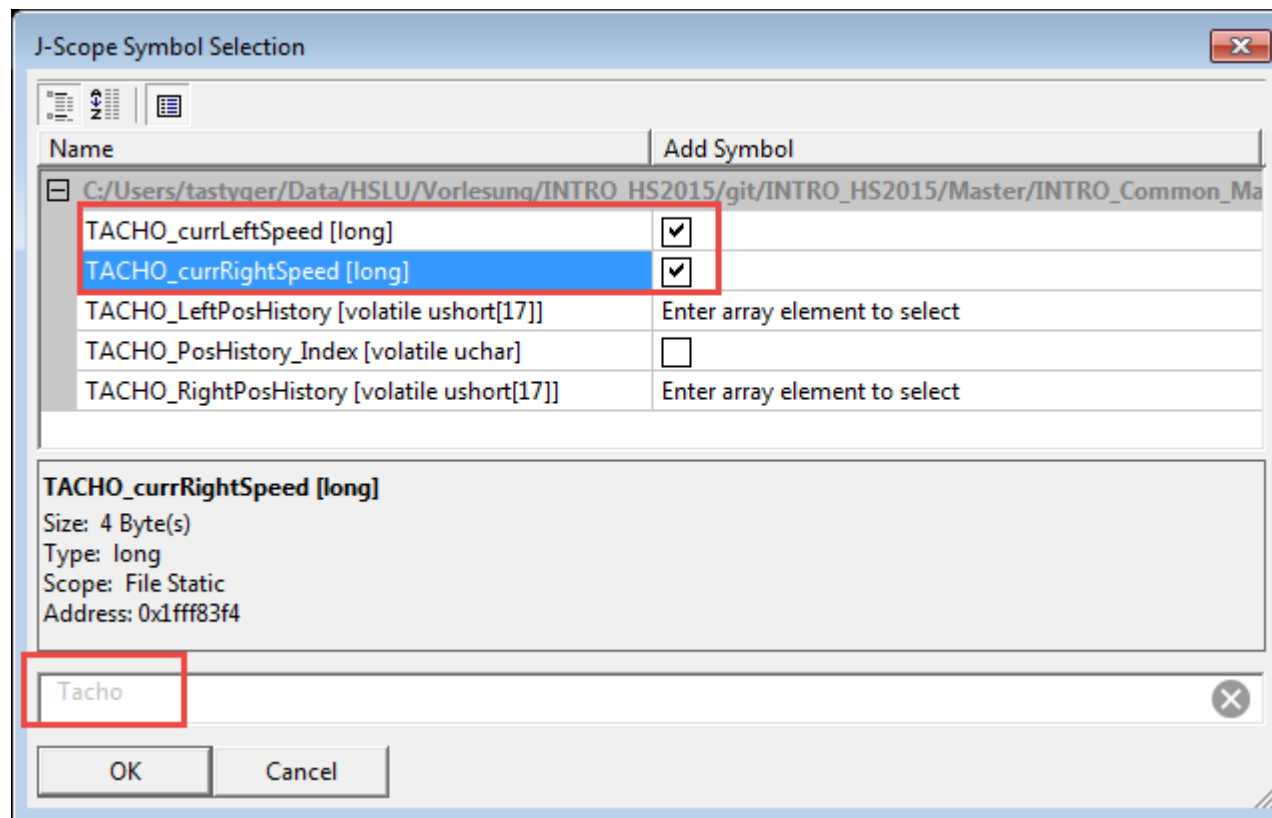 J-Scope Symbol Selection
Name Add Symbol
C:/Users/tastyger/Data/HSLU/Vorlesung/INTRO_HS2015/git/INTRO_HS2015/Master/INTRO_Common_Ma
TACHO_currLeftSpeed [long]
TACHO_currRightSpeed [long]
TACHO_LeftPosHistory [volatile ushort[17]] Enter array element to select
TACHO_PosHistory_Index [volatile uchar]
TACHO_RightPosHistory [volatile ushort[17]] Enter array element to select
TACHO_currRightSpeed [long]
Size: 4 Byte(s)
Type: long
Scope: File Static
Address: 0x1fff83f4
Tacho
OK Cancel